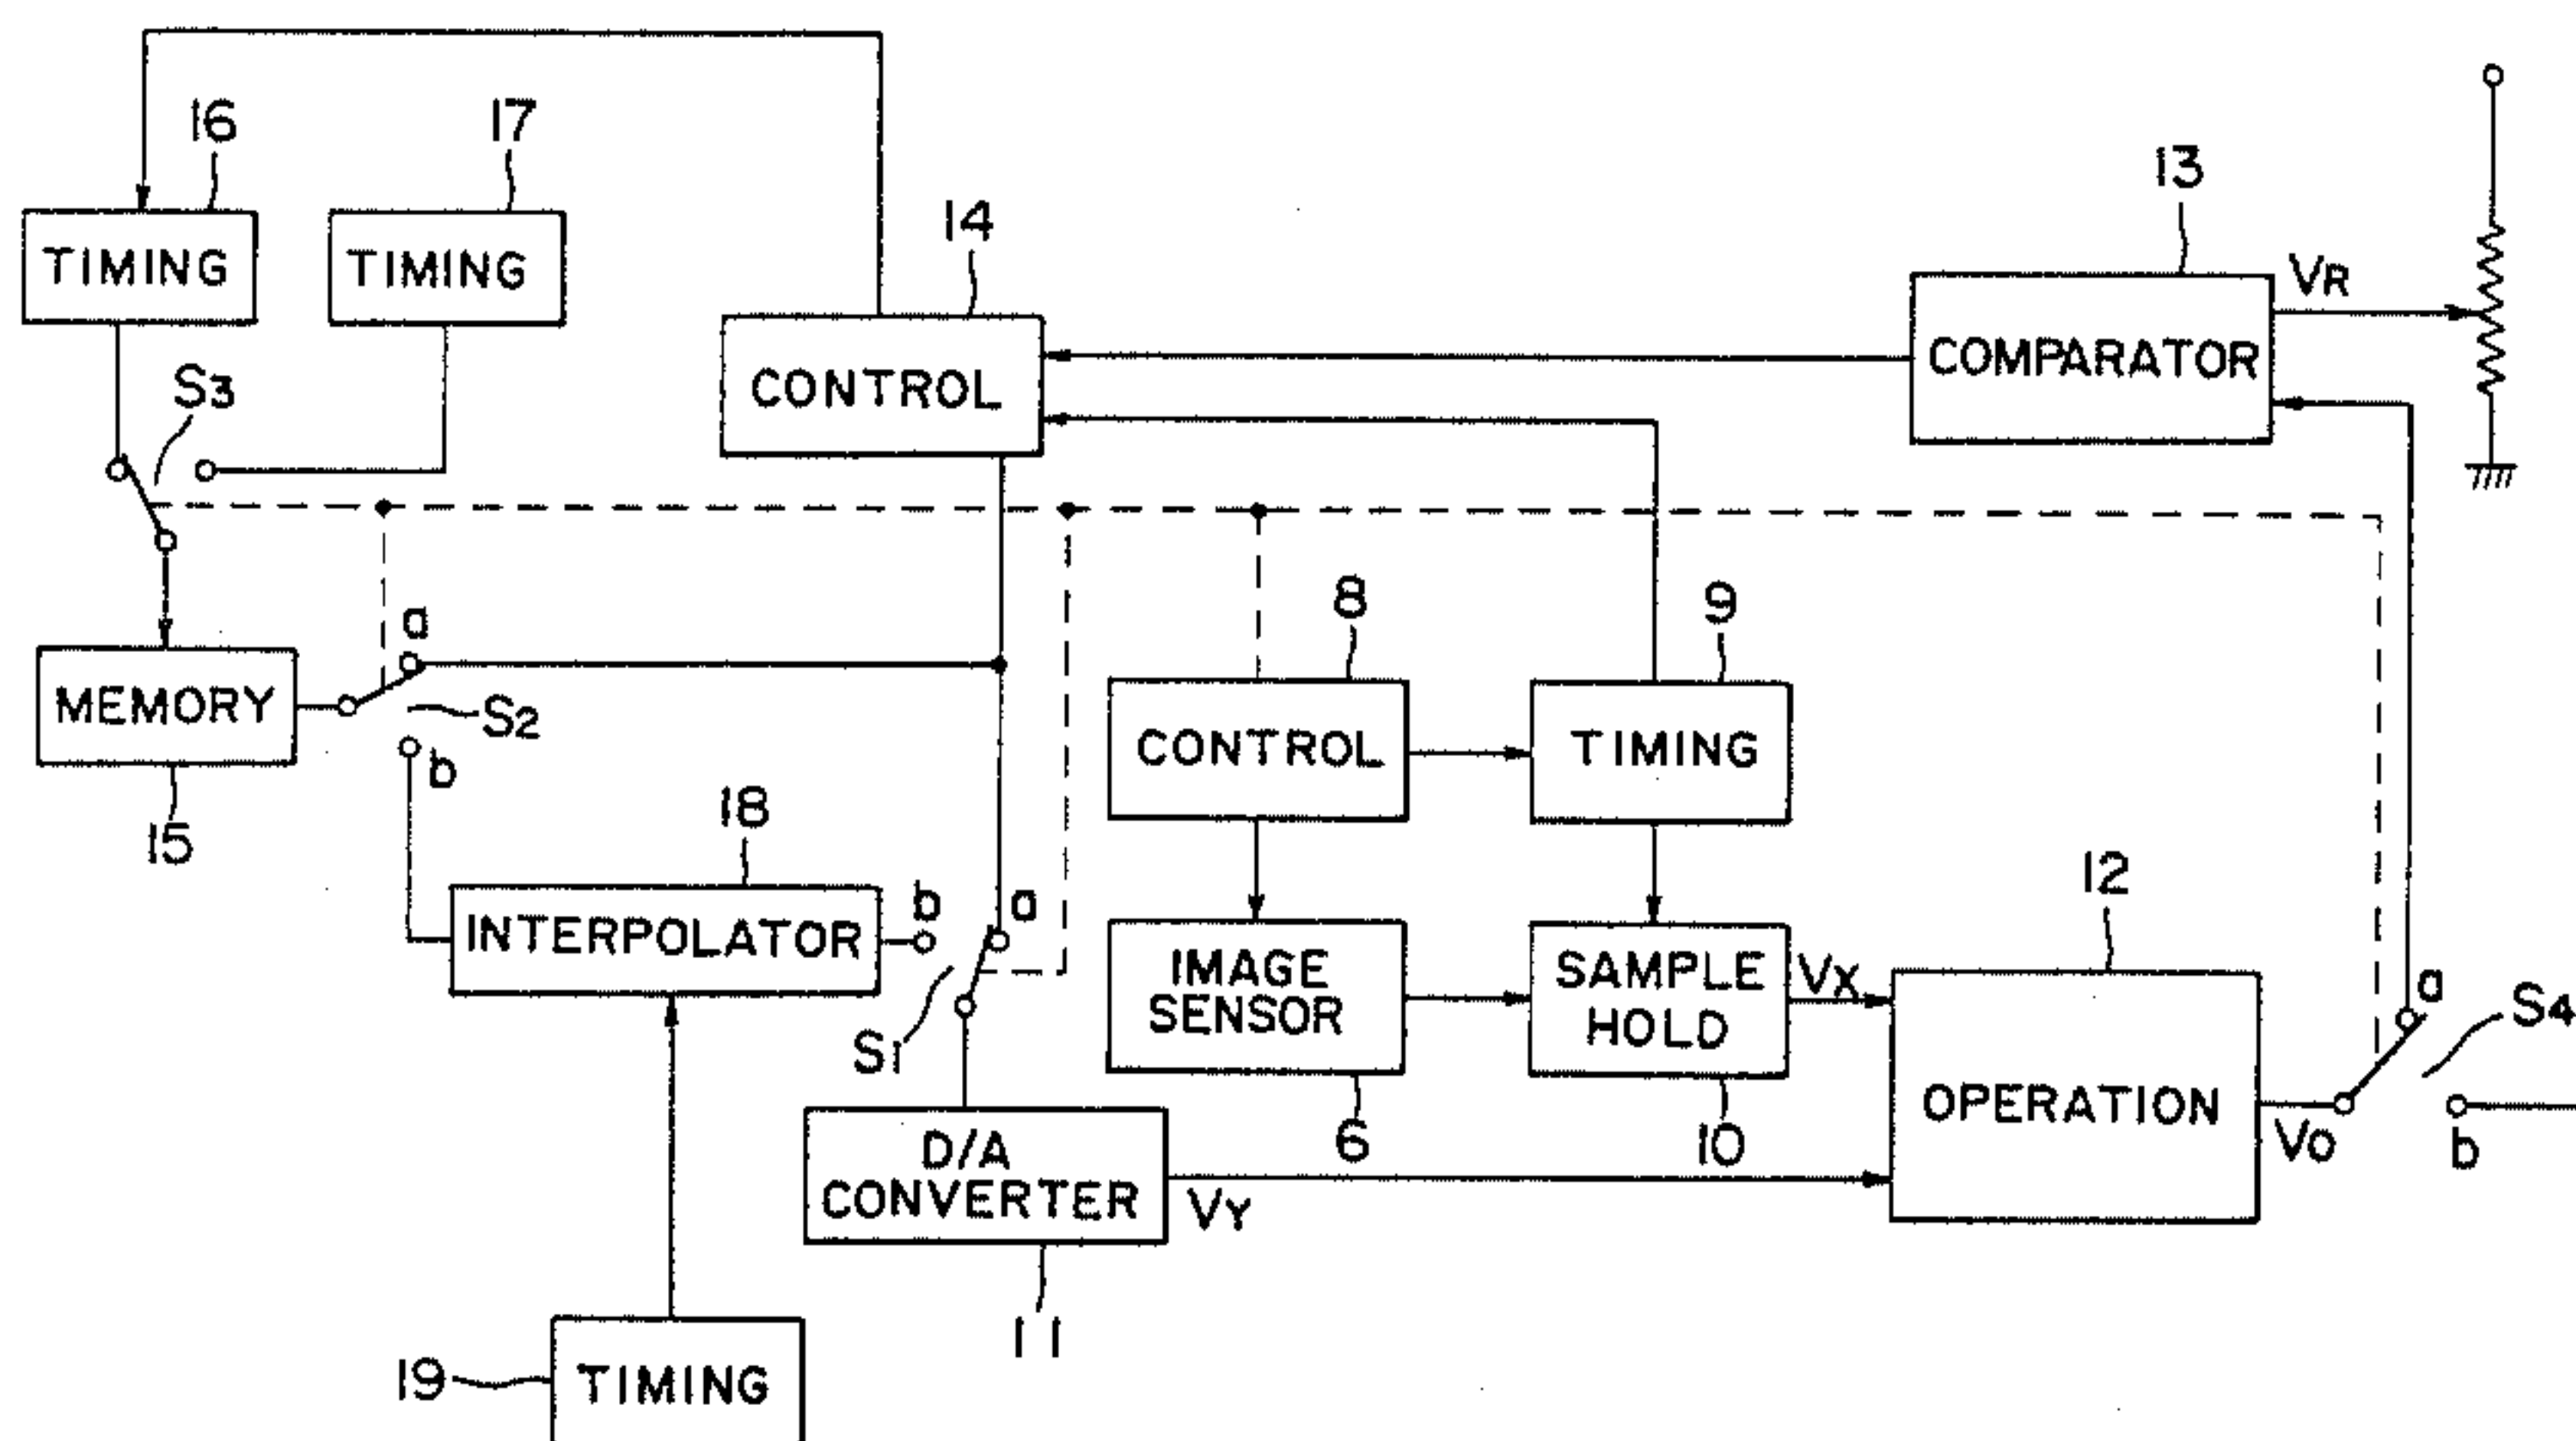 16
17
13
14
TIMING
TIMING
VR
COMPARATOR
CONTROL
S3
8
9
a
MEMORY
S2
CONTROL
TIMING
b
15
18
12
INTERPOLATOR
b
a
IMAGE
SENSOR
SAMPLE
HOLD
VX
a
S4
S1
OPERATION
6
10
VO
b
D/A
CONVERTER
VY
11
19
TIMING